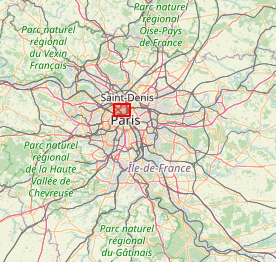 Parc naturel
régional
Oise-Pays
de France
Parc naturel
régional
du Vexin
Français
Saint-Denis
Paris
Parc naturel
régional
de la Haute
Vallée de
Chevreuse
Île-de-France
Parc naturel
régional
du Gâtinais